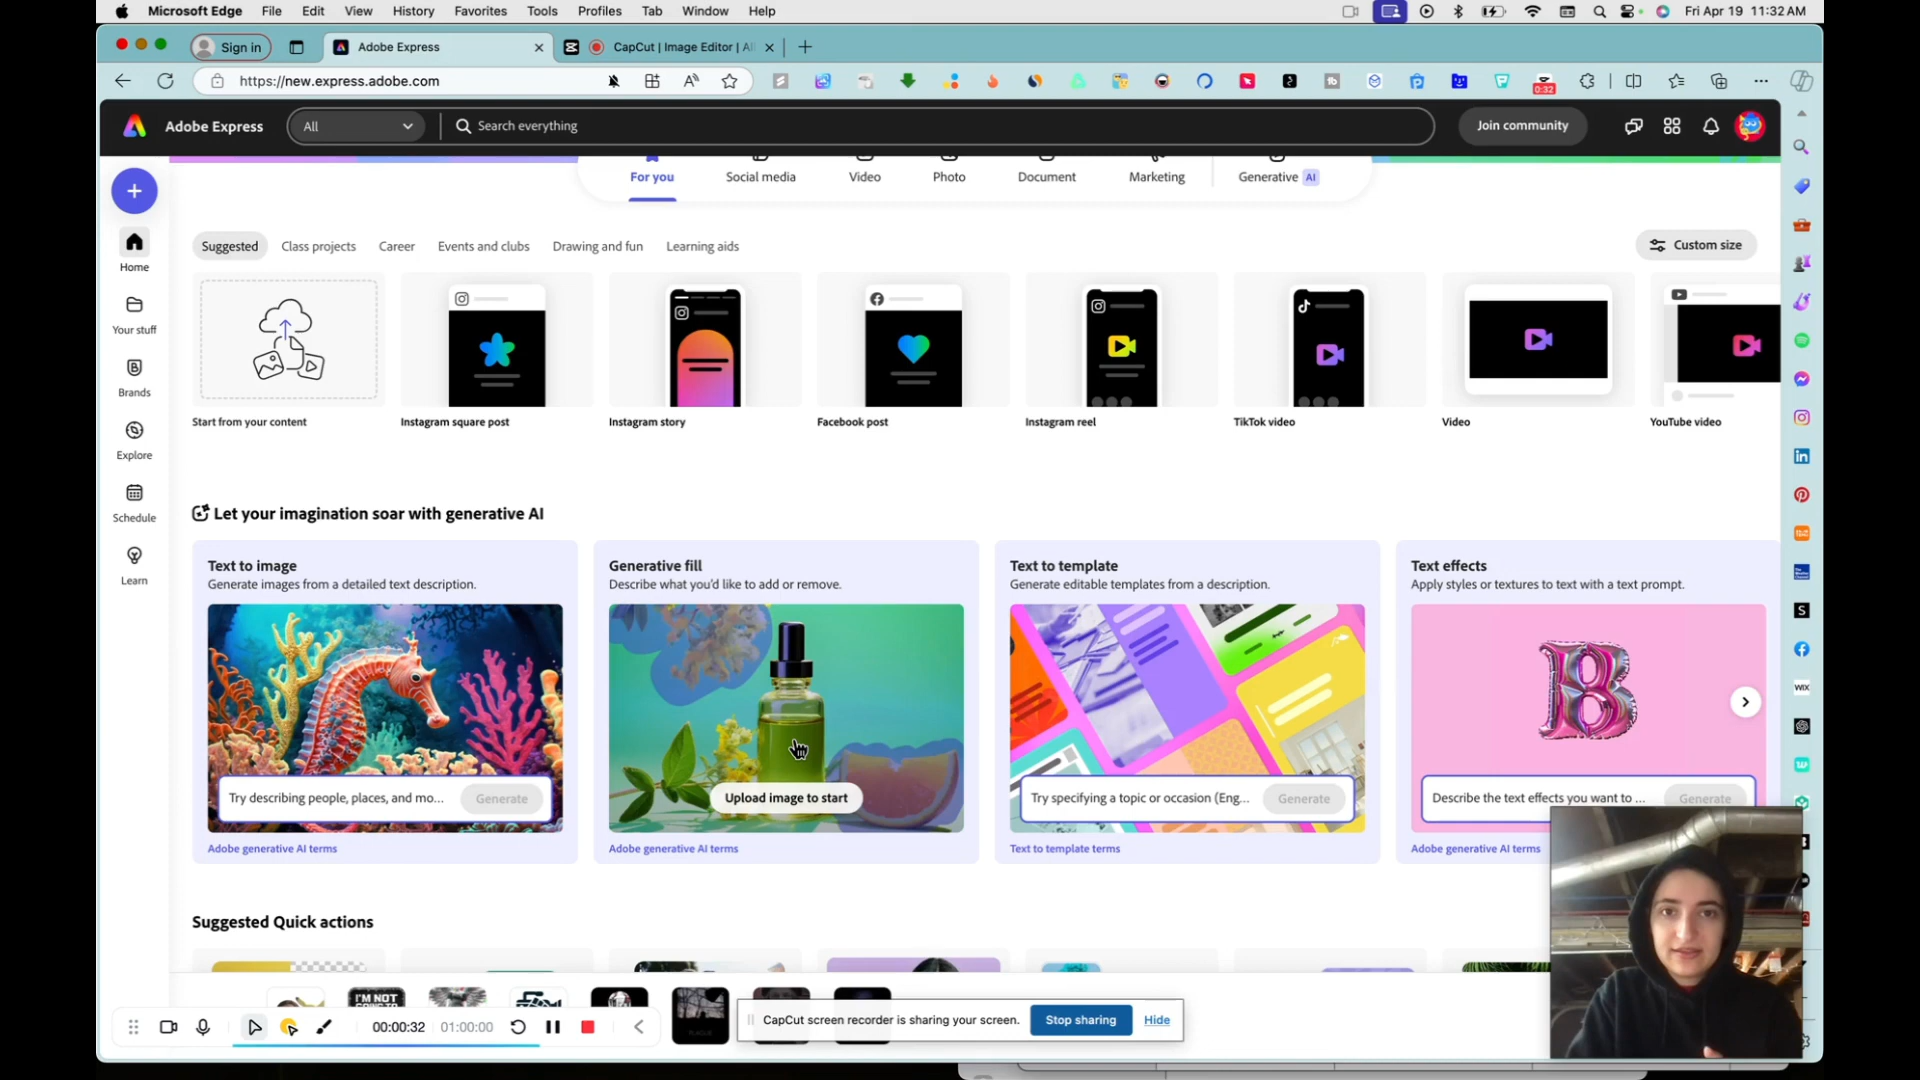 Microsoft Edge File Edit View History Favorites Tools Profiles Tab Window Help Fri Apr 19 11:32 AM
Sign in Adobe Express CapCut | Image Editor | A
https://new.express.adobe.com
0:32
Adobe Express All Search everything Join community
For you Social media Video Photo Document Marketing Generative AI
Home
Your stuff
Brands
Explore
Schedule
Learn
Suggested Class projects Career Events and clubs Drawing and fun Learning aids Custom size
Start from your content Instagram square post Instagram story Facebook post Instagram reel TikTok video Video YouTube video
Let your imagination soar with generative AI
Text to image
Generate images from a detailed text description.
Try describing people, places, and mo... Generate
Adobe generative AI terms
Generative fill
Describe what you'd like to add or remove.
Upload image to start
Adobe generative AI terms
Text to template
Generate editable templates from a description.
Try specifying a topic or occasion (Eng... Generate
Text to template terms
Text effects
Apply styles or textures to text with a text prompt.
B
Describe the text effects you want to ... Generate
Adobe generative AI terms
WIX
Suggested Quick actions
I'M NOT
00:00:32 01:00:00
CapCut screen recorder is sharing your screen. Stop sharing Hide